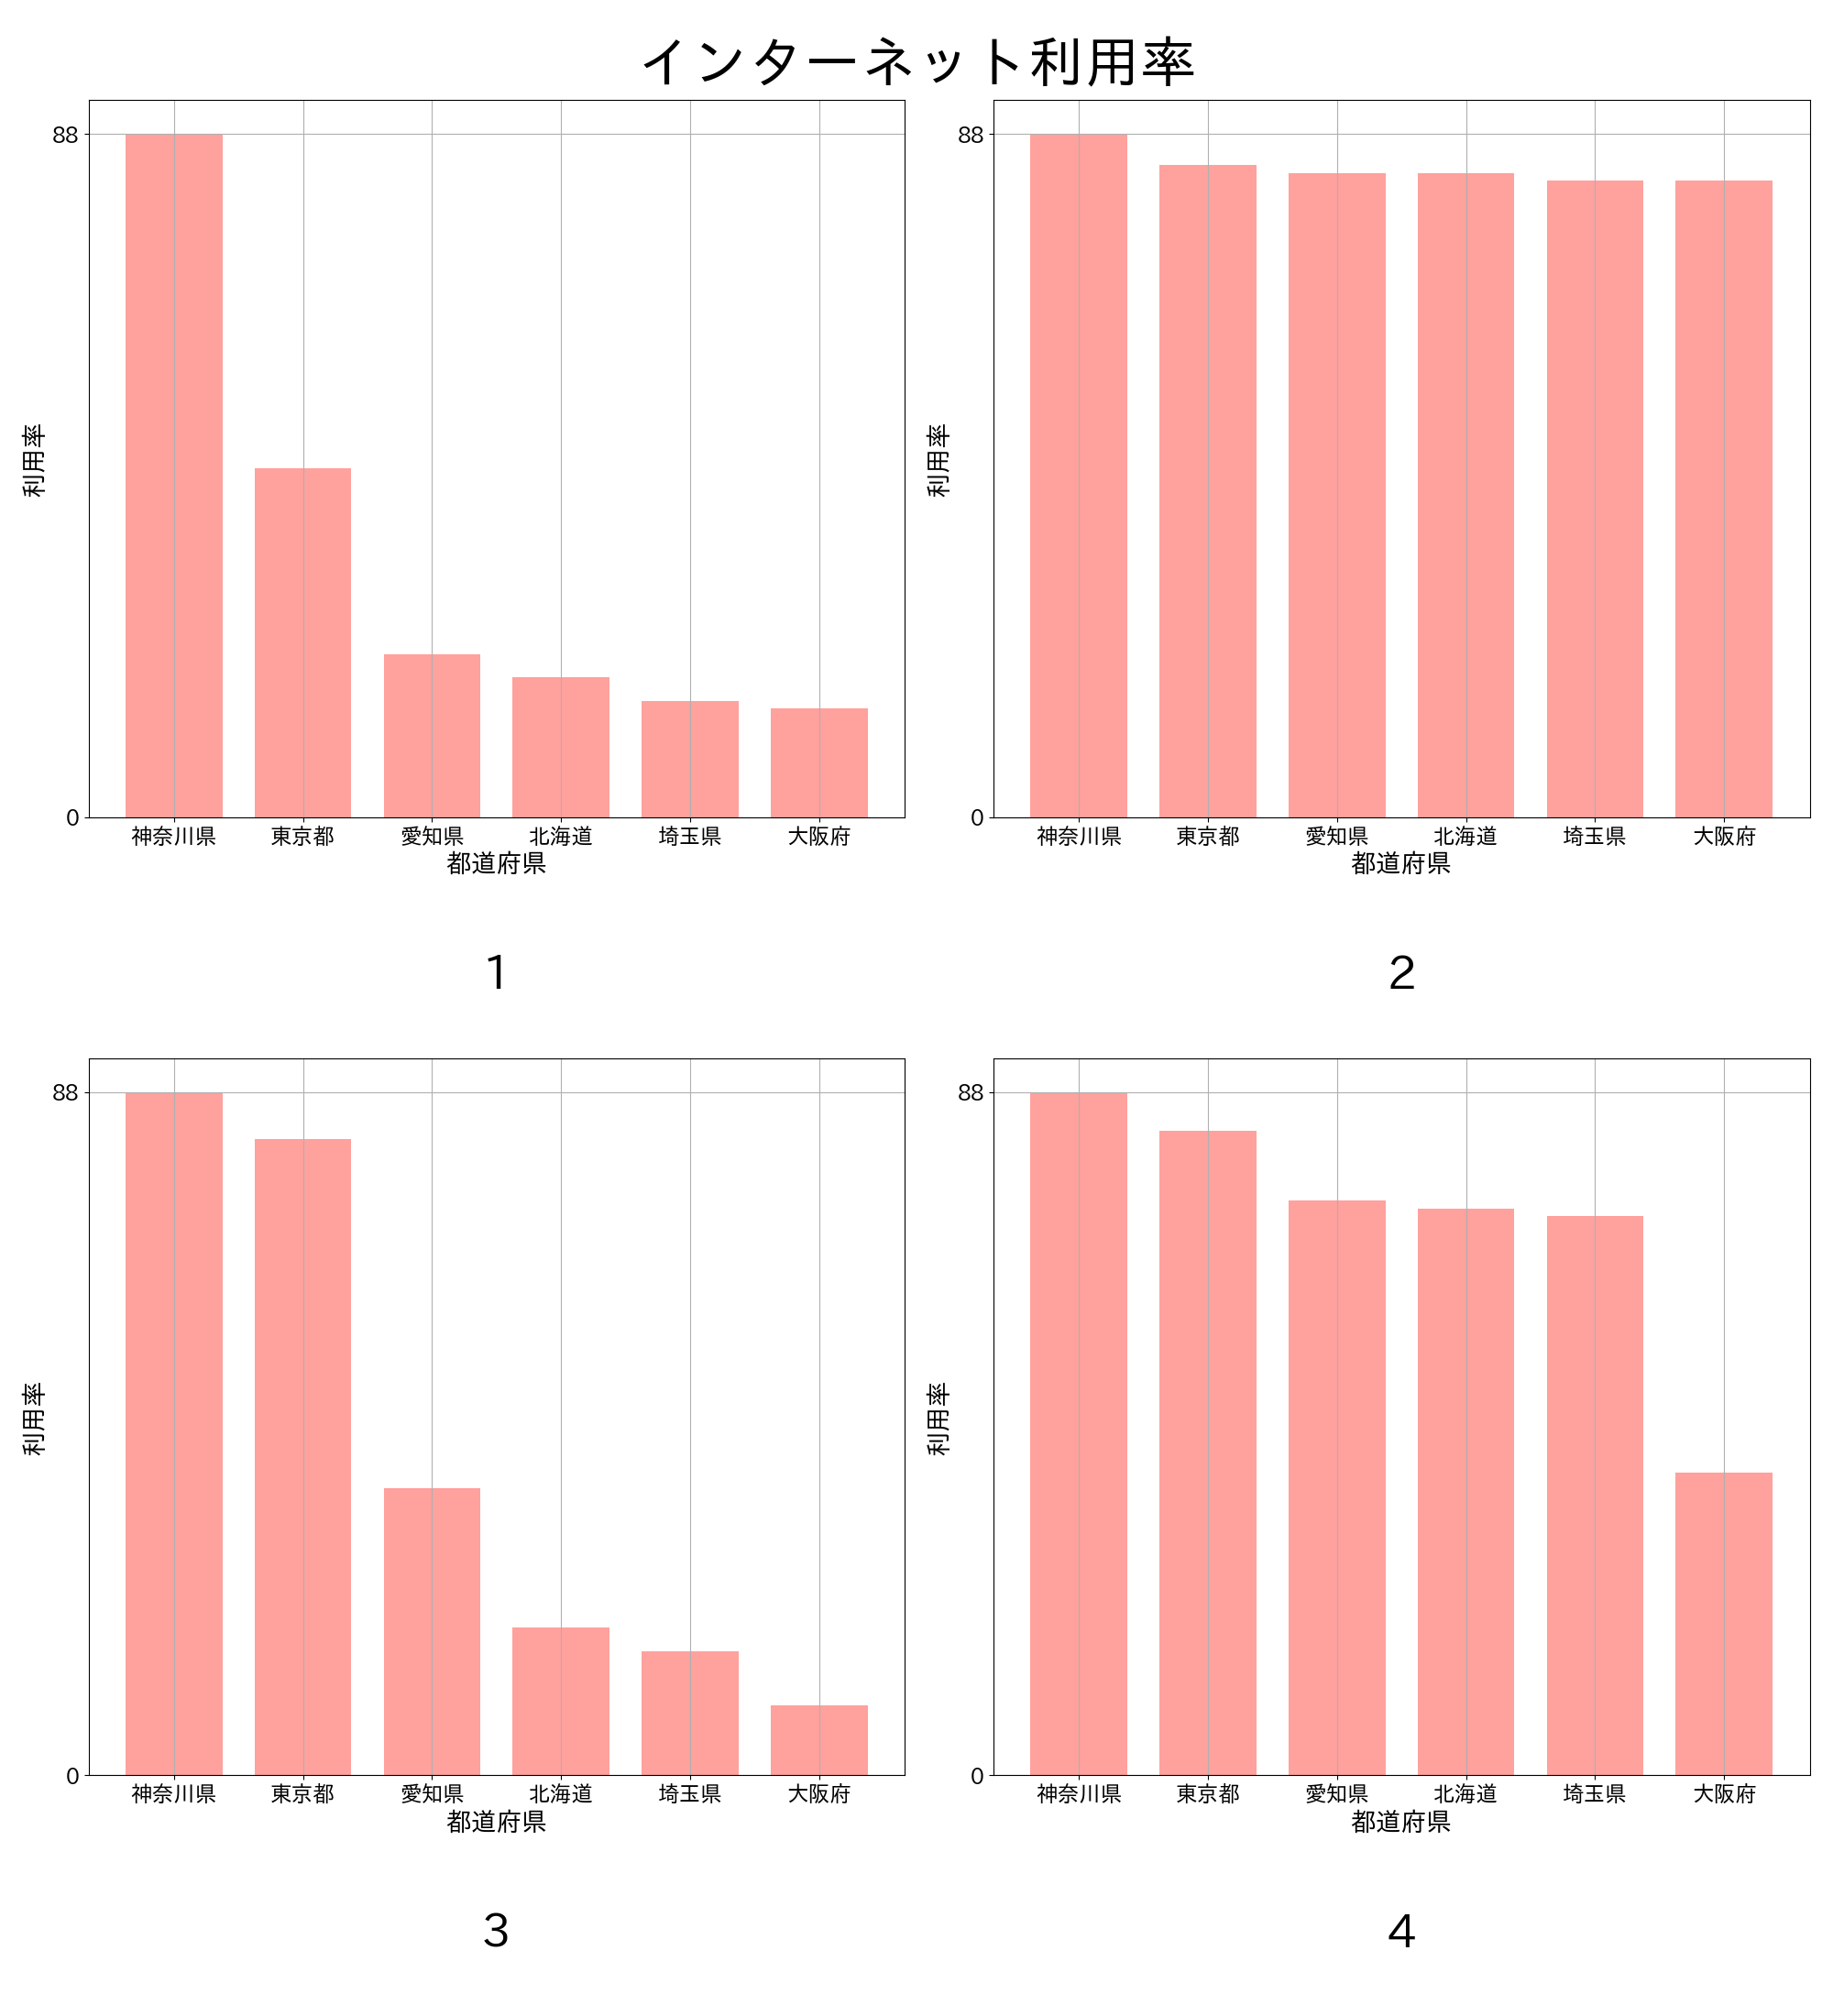 インターネット利用率
88
0
利用率
神奈川県 東京都 愛知県 北海道 埼玉県 大阪府
都道府県
1
88
0
利用率
神奈川県 東京都 愛知県 北海道 埼玉県 大阪府
都道府県
2
88
0
利用率
神奈川県 東京都 愛知県 北海道 埼玉県 大阪府
都道府県
3
88
0
利用率
神奈川県 東京都 愛知県 北海道 埼玉県 大阪府
都道府県
4